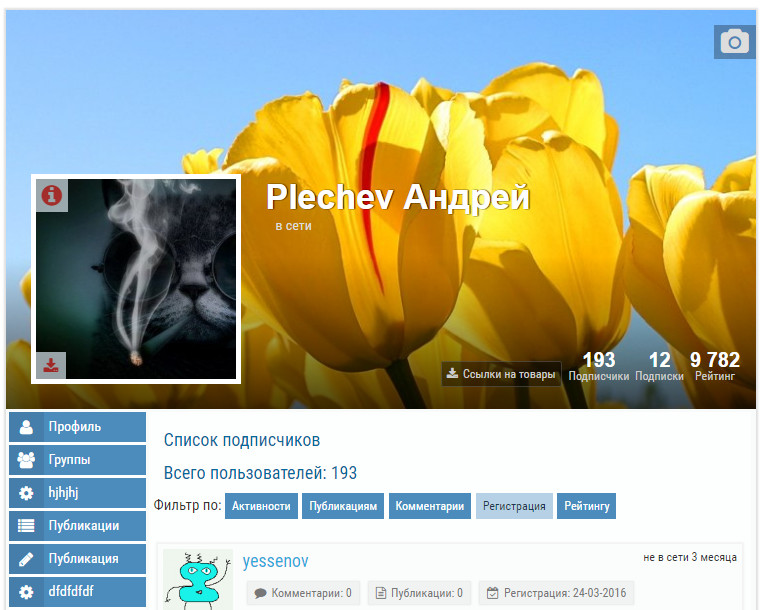 Plechev Андрей
в сети
Ссылки на товары
193 Подписчики
12 Подписки
9 782 Рейтинг
Профиль
Группы
hjhjhj
Публикации
Публикация
dfdfdfdf
Список подписчиков
Всего пользователей: 193
Фильтр по: Активности Публикациям Комментарии Регистрация Рейтингу
yessenov
не в сети 3 месяца
Комментарии: 0 Публикации: 0 Регистрация: 24-03-2016